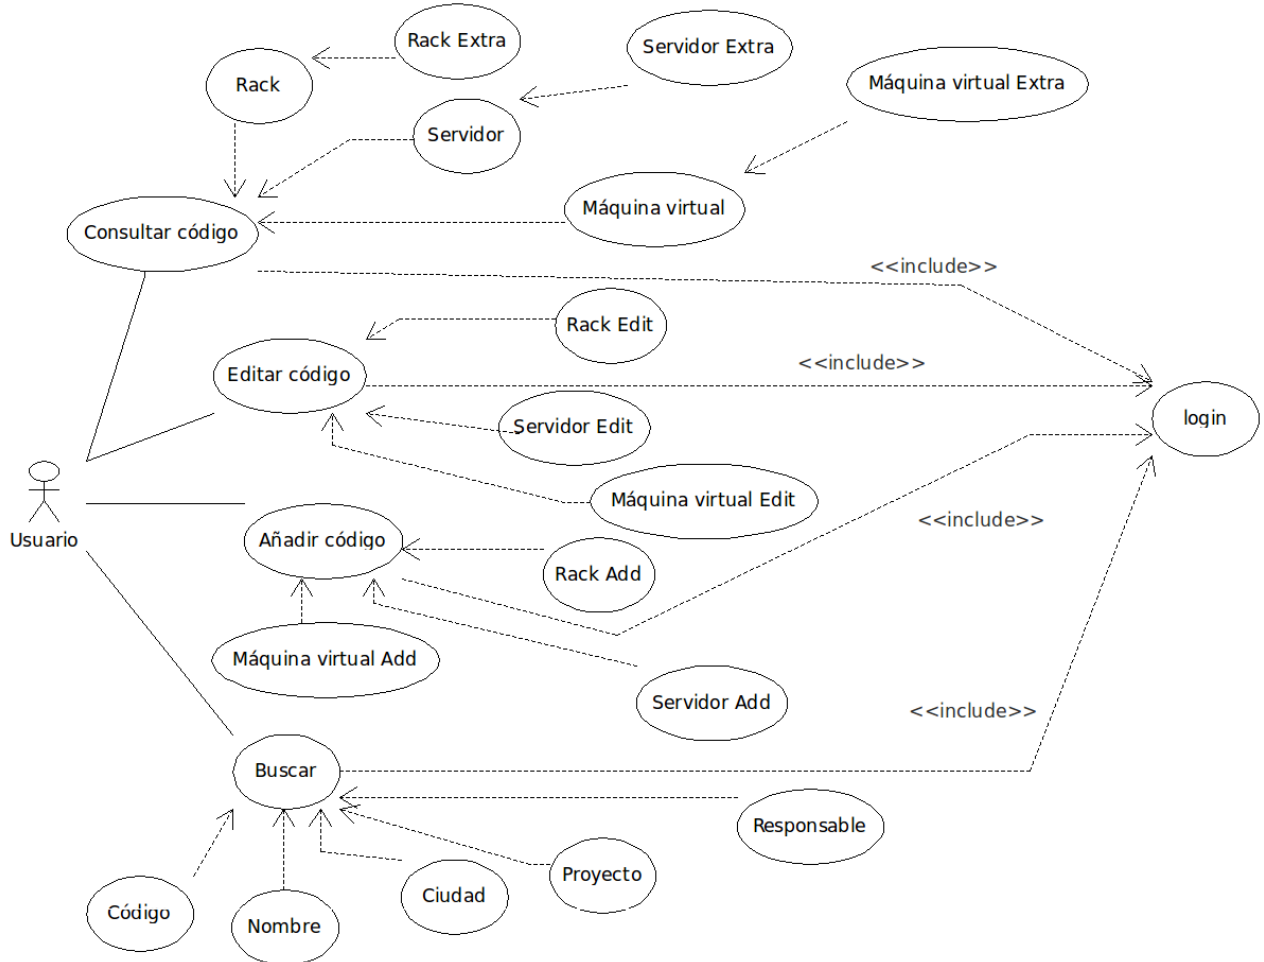 Rack Extra
Servidor Extra
Rack
Máquina virtual Extra
Servidor
Máquina virtual
Consultar código
<<include>>
Rack Edit
<<include>>
Editar código
login
Servidor Edit
Máquina virtual Edit
<<include>>
Usuario
Añadir código
Rack Add
Máquina virtual Add
Servidor Add
<<include>>
Buscar
Responsable
Proyecto
Ciudad
Código
Nombre